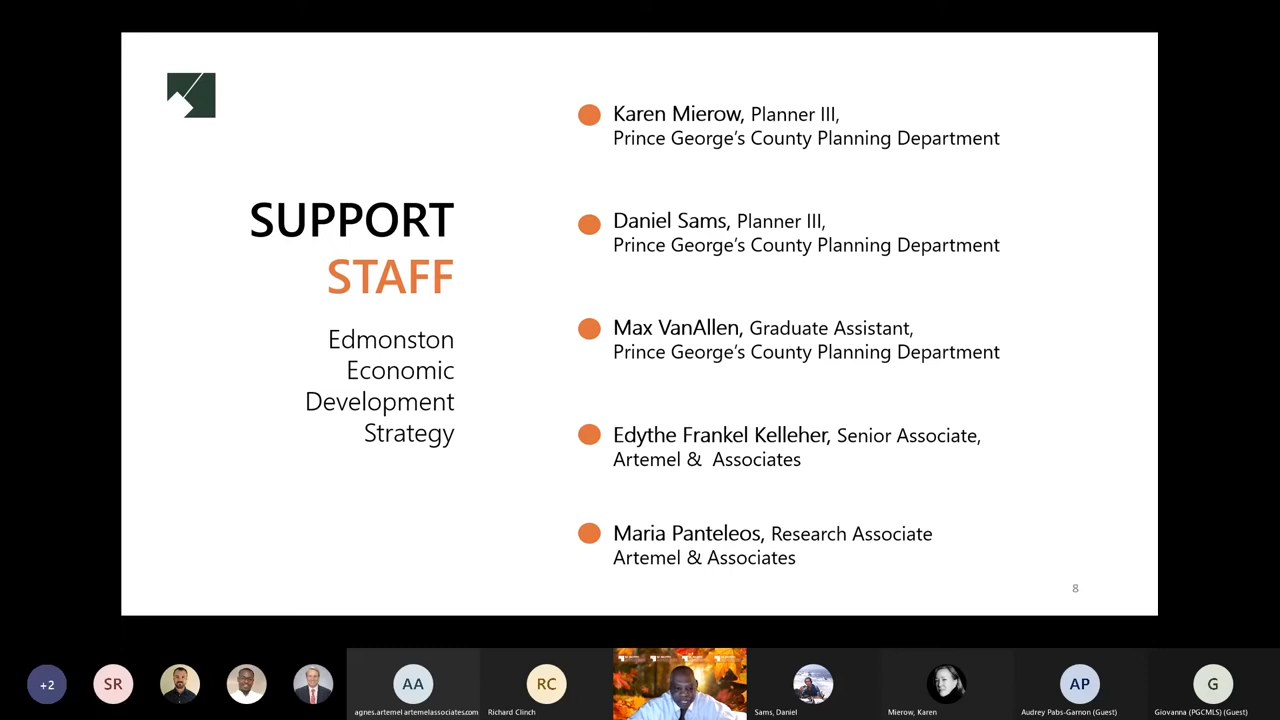 SUPPORT
STAFF
Edmonston
Economic
Development
Strategy
Karen Mierow, Planner III,
Prince George's County Planning Department
Daniel Sams, Planner III,
Prince George's County Planning Department
Max VanAllen, Graduate Assistant,
Prince George's County Planning Department
Edythe Frankel Kelleher, Senior Associate,
Artemel &  Associates
Maria Panteleos, Research Associate
Artemel & Associates
8
+2
SR
AA
agnes.artemel artemelassociates.com
RC
Richard Clinch
Sams, Daniel
Mierow, Karen
AP
Audrey Pabs-Garnon (Guest)
G
Giovanna (PGCMLS) (Guest)